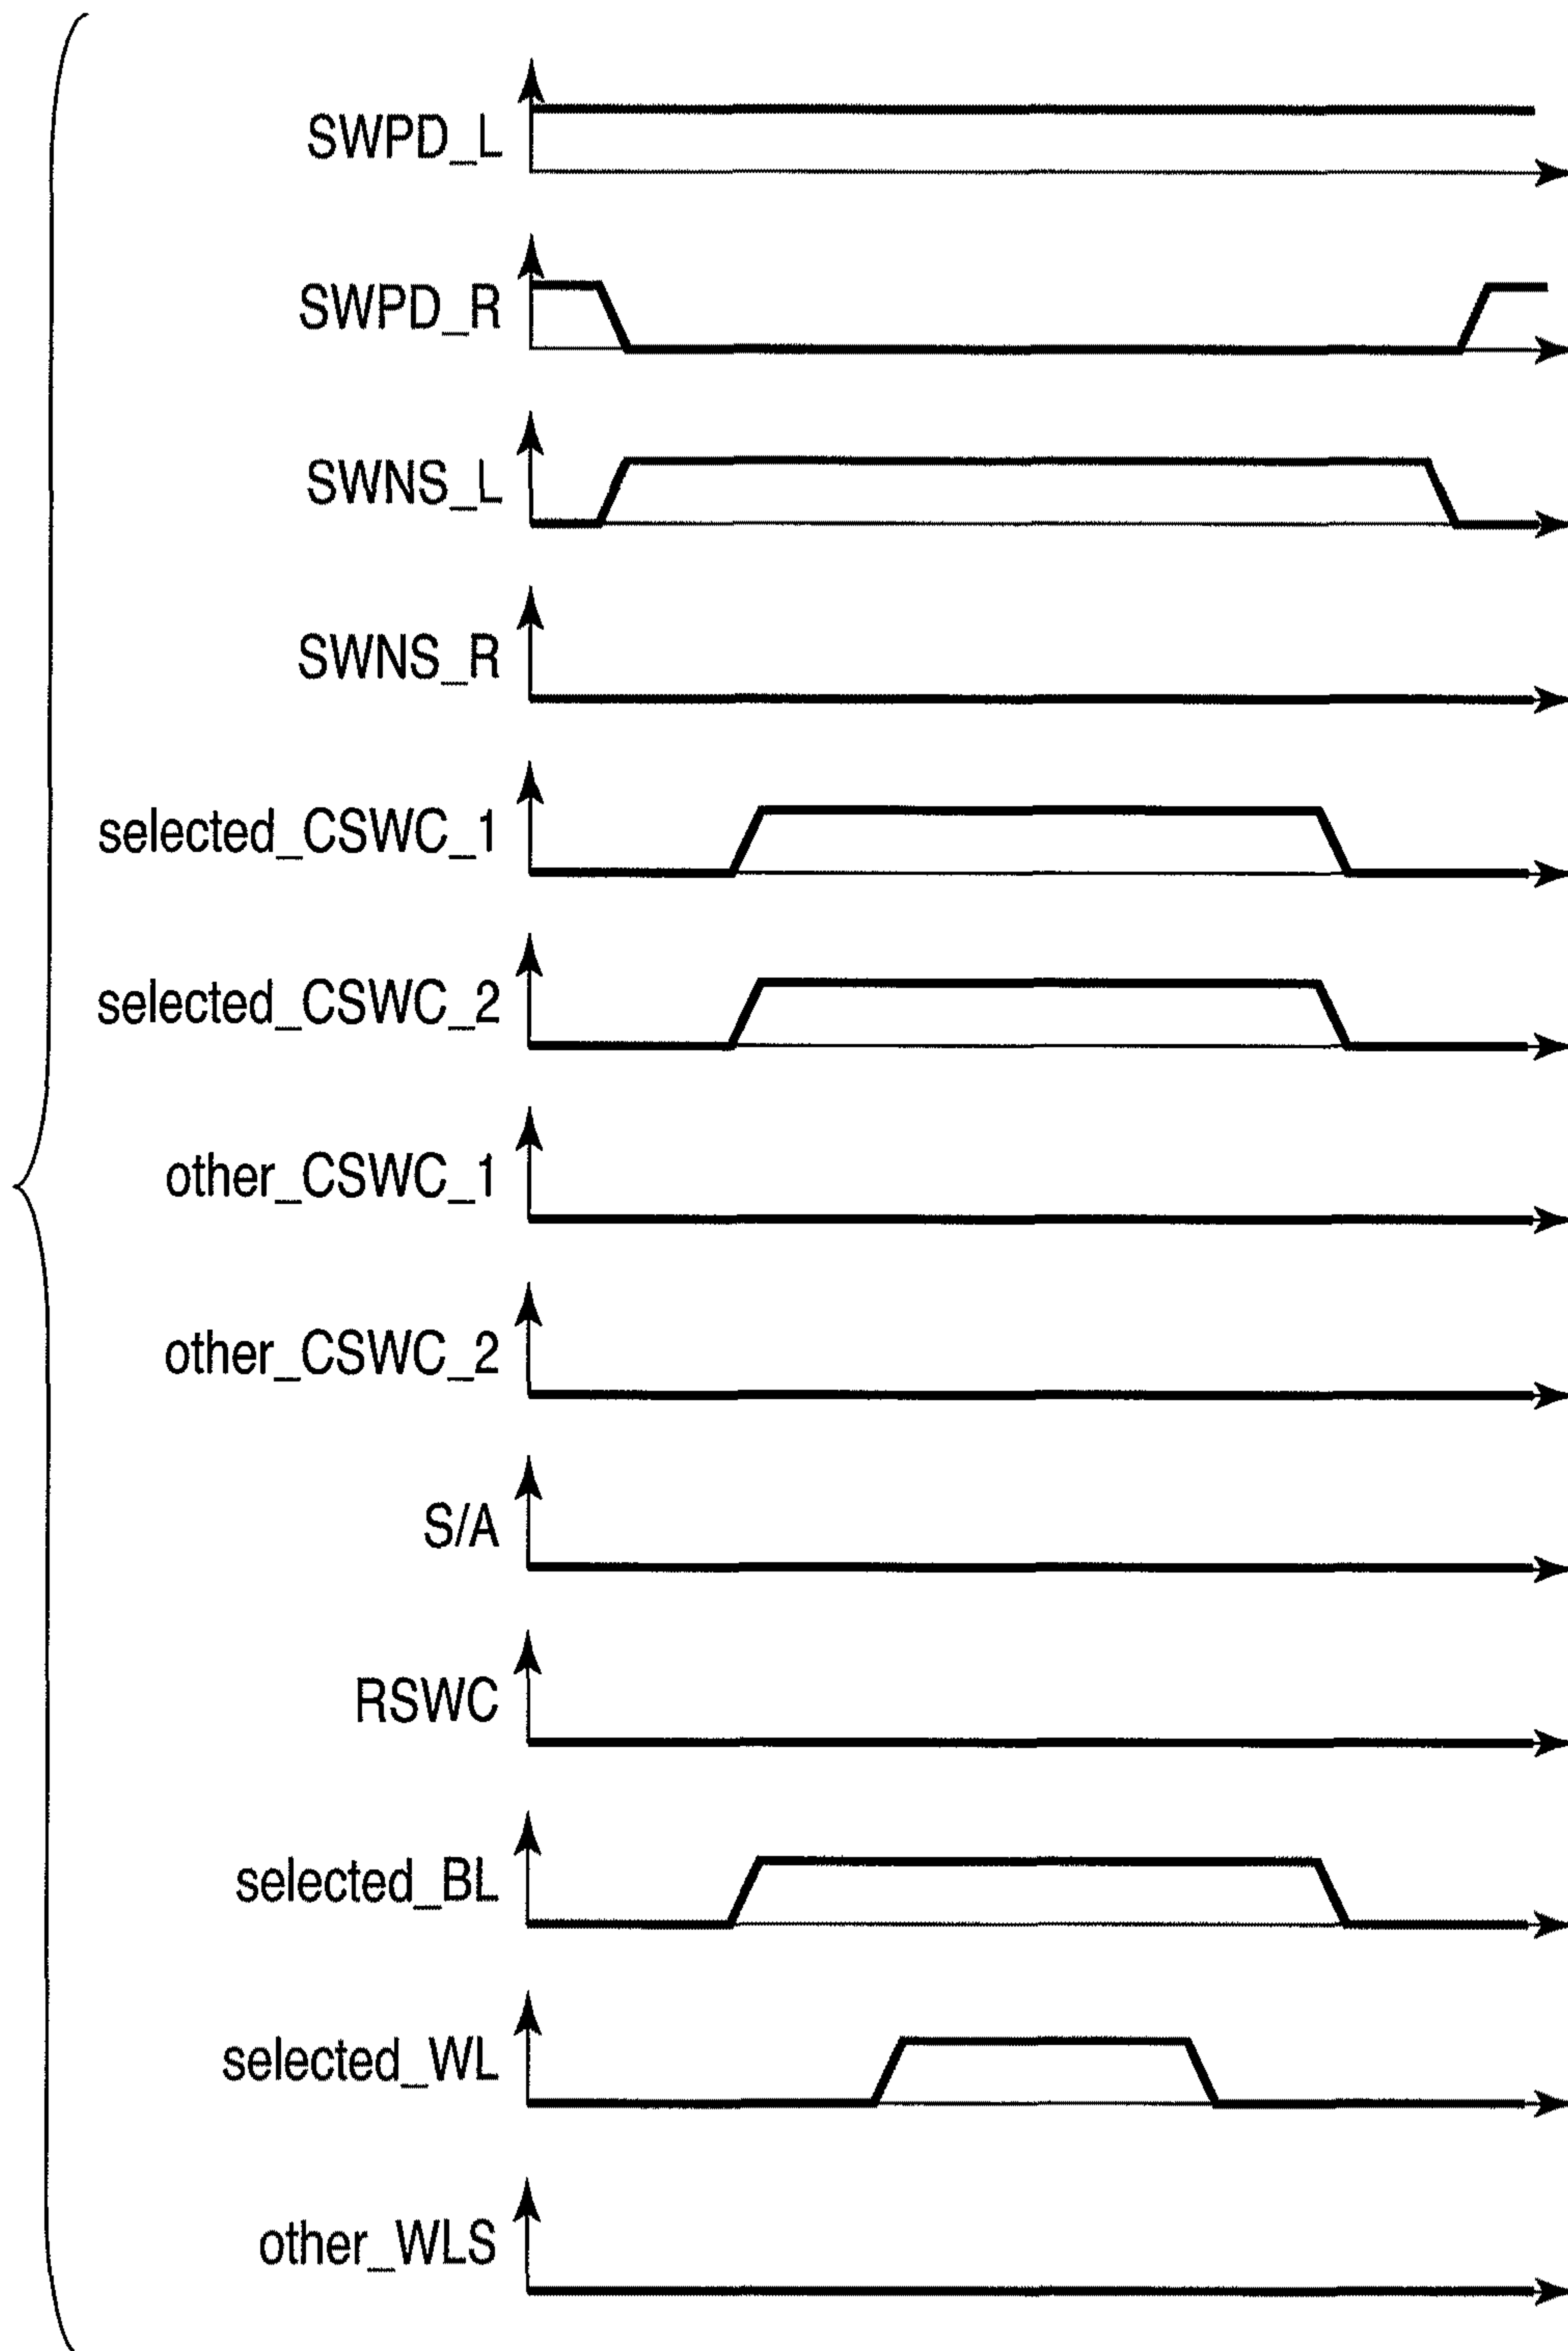 SWPD_L
SWPD_R
SWNS_L
SWNS_R
selected_CSWC_1
selected_CSWC_2
other_CSWC_1
other_CSWC_2
S/A
RSWC
selected_BL
selected_WL
other_WLS